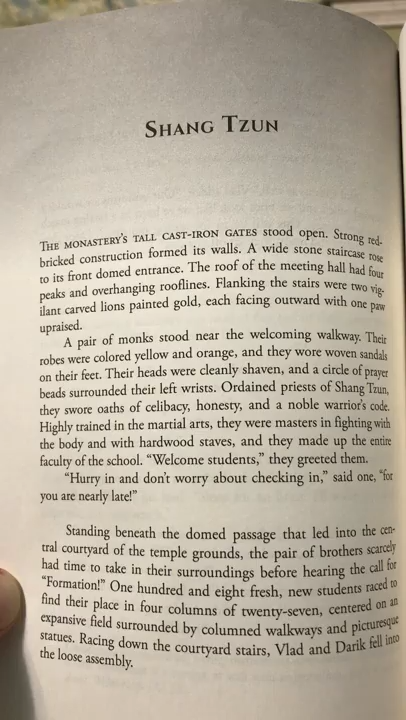 SHANG TZUN
THE MONASTERY'S TALL CAST-IRON GATES stood open. Strong red-
bricked construction formed its walls. A wide stone staircase rose
to its front domed entrance. The roof of the meeting hall had four
peaks and overhanging rooflines. Flanking the stairs were two vig-
ilant carved lions painted gold, each facing outward with one paw
upraised.
A pair of monks stood near the welcoming walkway. Their
robes were colored yellow and orange, and they wore woven sandals
on their feet. Their heads were cleanly shaven, and a circle of prayer
beads surrounded their left wrists. Ordained priests of Shang Tzun,
they swore oaths of celibacy, honesty, and a noble warrior's code.
Highly trained in the martial arts, they were masters in fighting with
the body and with hardwood staves, and they made up the entire
faculty of the school. “Welcome students,” they greeted them.
“Hurry in and don't worry about checking in,” said one, “for
you are nearly late!”
Standing beneath the domed passage that led into the cen-
tral courtyard of the temple grounds, the pair of brothers scarcely
had time to take in their surroundings before hearing the call for
“Formation!” One hundred and eight fresh, new students raced to
find their place in four columns of twenty-seven, centered on an
expansive field surrounded by columned walkways and picturesque
statues. Racing down the courtyard stairs, Vlad and Darik fell into
the loose assembly.